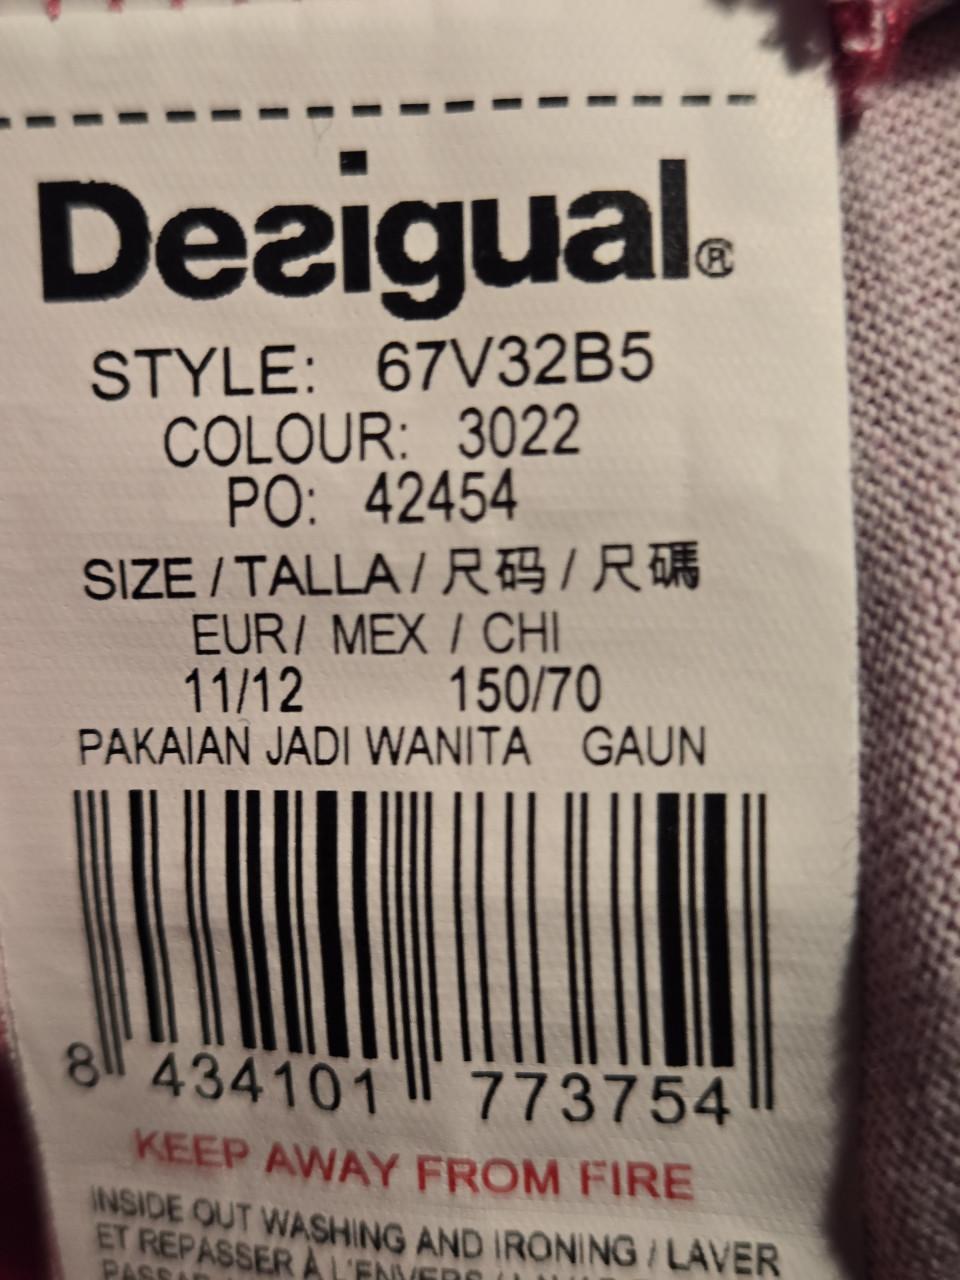 Desigual®
STYLE: 67V32B5
COLOUR: 3022
PO: 42454
SIZE / TALLA / 尺码 / 尺碼
EUR/ MEX / CHI
11/12 150/70
PAKAIAN JADI WANITA GAUN
8 434101 773754
KEEP AWAY FROM FIRE
INSIDE OUT WASHING AND IRONING / LAVER
ET REPASSER À L'ENVERS /